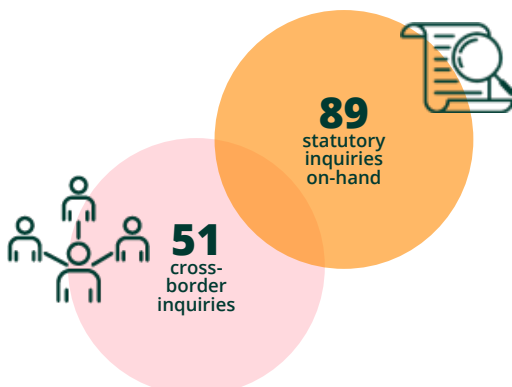 89
statutory
inquiries
on-hand
51
cross-
border
inquiries